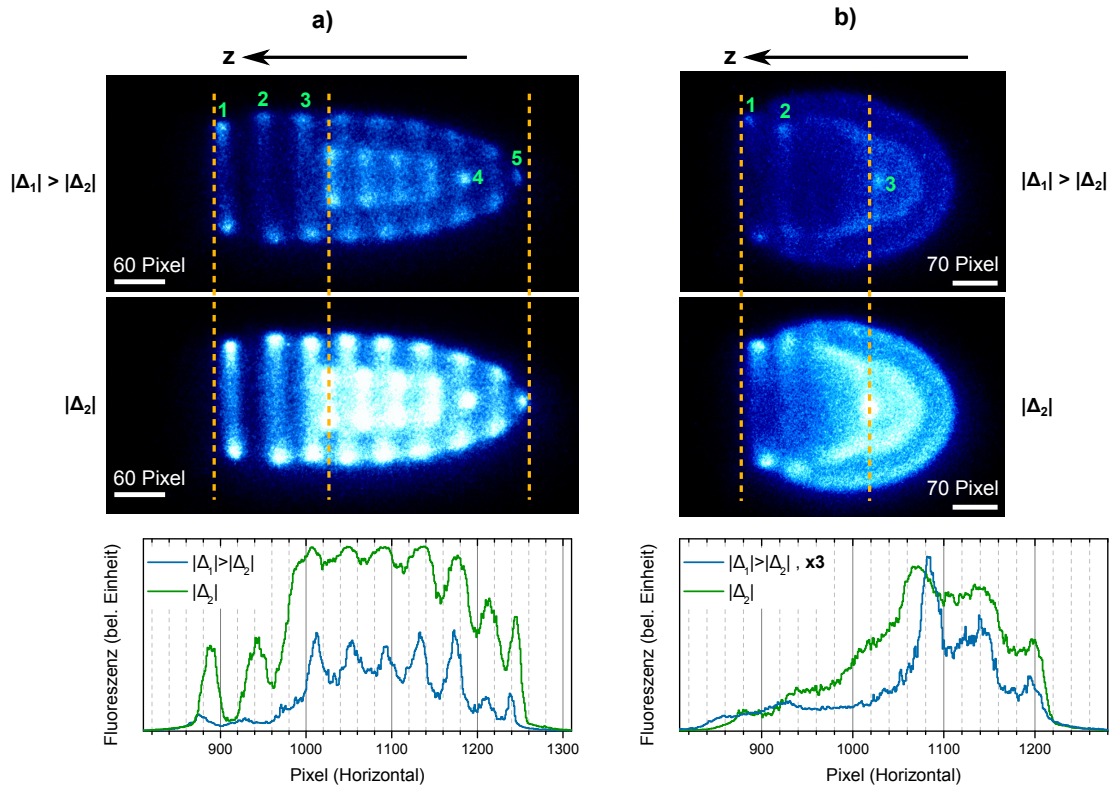 a)
z
1
2
3
4
5
|Δ₁| > |Δ₂|
60 Pixel
|Δ₂|
60 Pixel
Fluoreszenz (bel. Einheit)
|Δ₁|>|Δ₂|
|Δ₂|
900
1000
1100
1200
1300
Pixel (Horizontal)
b)
z
1
2
3
|Δ₁| > |Δ₂|
70 Pixel
|Δ₂|
70 Pixel
Fluoreszenz (bel. Einheit)
|Δ₁|>|Δ₂| , x3
|Δ₂|
900
1000
1100
1200
Pixel (Horizontal)